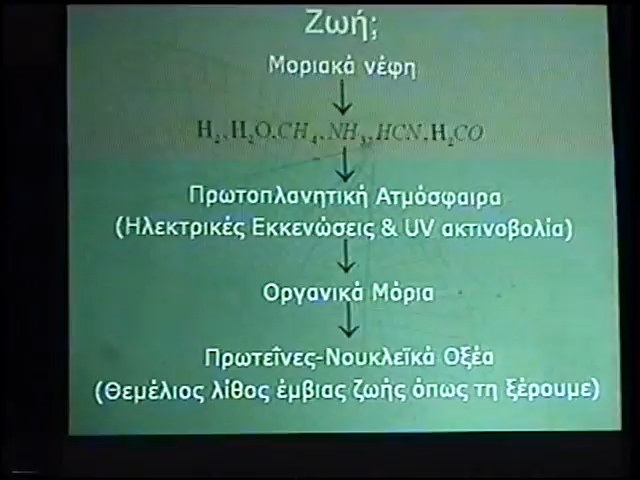 Ζωή;
Μοριακά νέφη
H₂,H₂O,CH₄,NH₃,HCN,H₂CO
Πρωτοπλανητική Ατμόσφαιρα
(Ηλεκτρικές Εκκενώσεις & UV ακτινοβολία)
Οργανικά Μόρια
Πρωτεΐνες-Νουκλεϊκά Οξέα
(Θεμέλιος λίθος έμβιας ζωής όπως τη ξέρουμε)